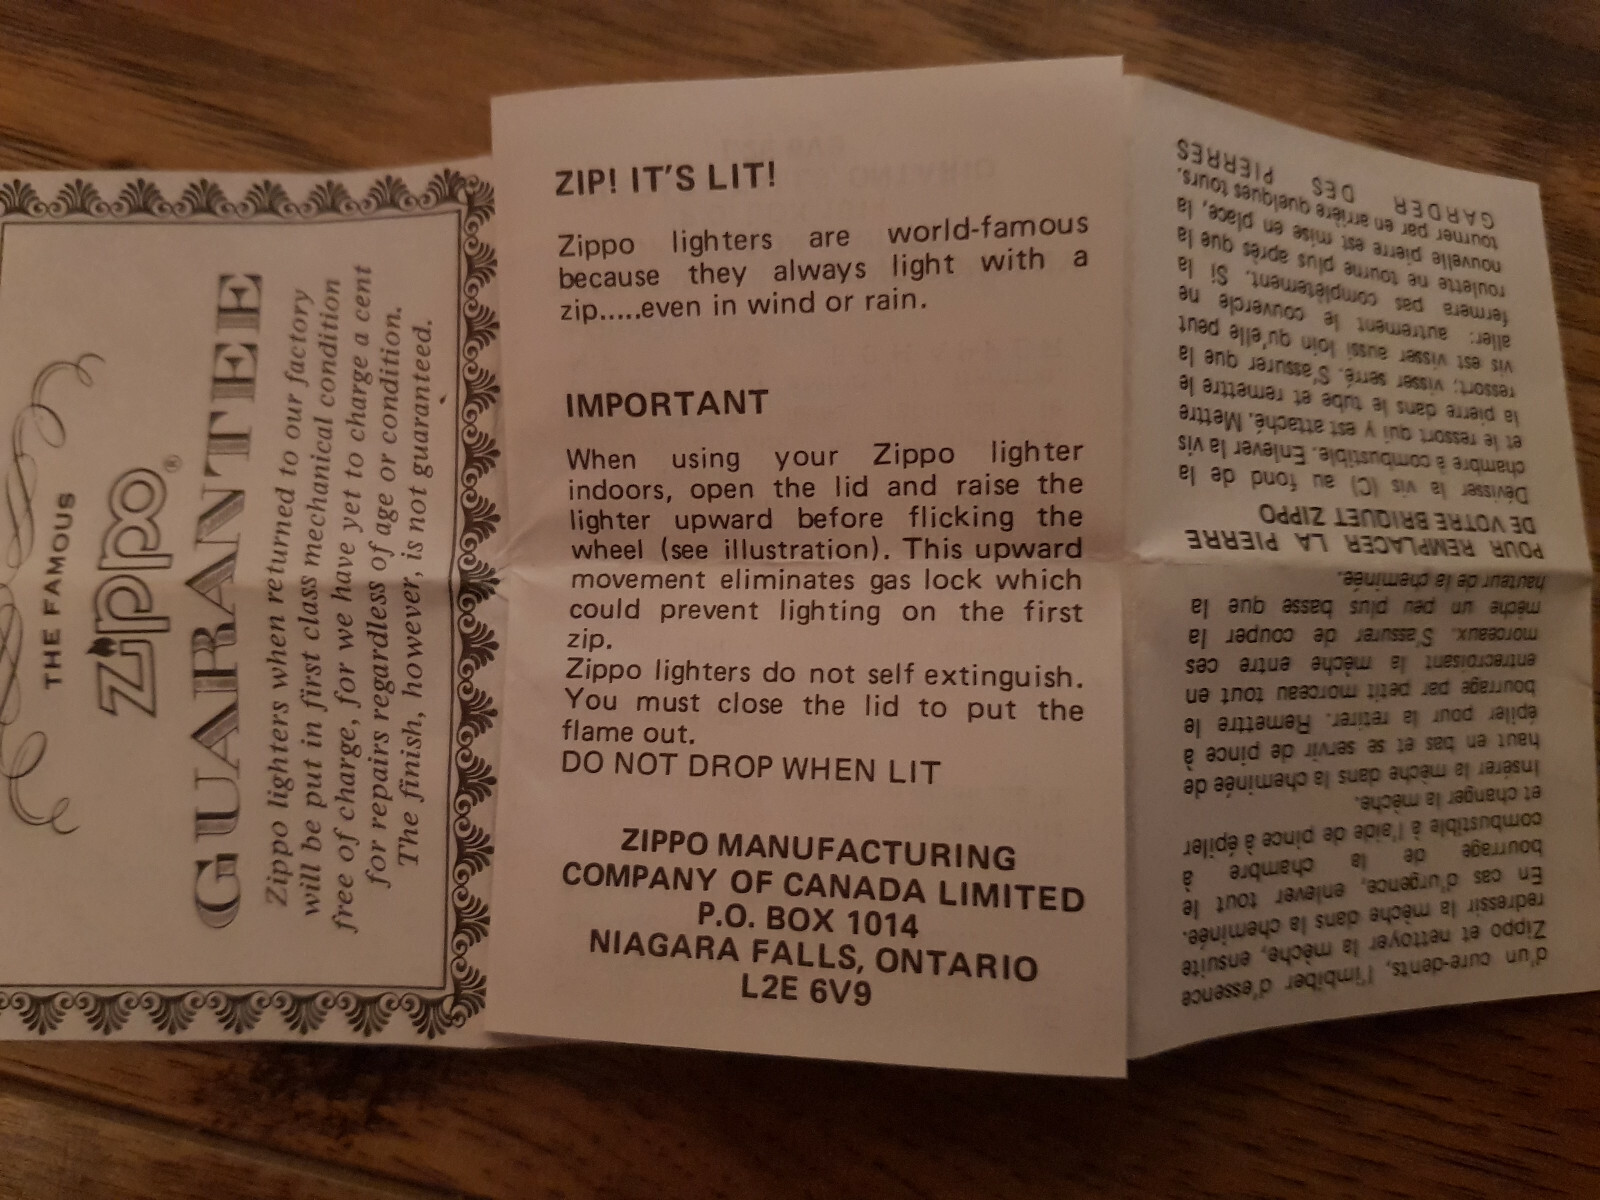 THE FAMOUS
Zippo®
GUARANTEE
Zippo lighters when returned to our factory
will be put in first class mechanical condition
free of charge, for we have yet to charge a cent
for repairs regardless of age or condition.
The finish, however, is not guaranteed.
ZIP! IT'S LIT!
Zippo lighters are world-famous
because they always light with a
zip.....even in wind or rain.
IMPORTANT
When using your Zippo lighter
indoors, open the lid and raise the
lighter upward before flicking the
wheel (see illustration). This upward
movement eliminates gas lock which
could prevent lighting on the first
zip.
Zippo lighters do not self extinguish.
You must close the lid to put the
flame out.
DO NOT DROP WHEN LIT
ZIPPO MANUFACTURING
COMPANY OF CANADA LIMITED
P.O. BOX 1014
NIAGARA FALLS, ONTARIO
L2E 6V9
d'un cure-dents, l'imbiber d'essence
Zippo et nettoyer la mèche, ensuite
redressir la mèche dans la cheminée.
En cas d'urgence, enlever tout le
bourrage de la chambre à
combustible à l'aide de pince à épiler
et changer la mèche.
Insérer la mèche dans la cheminée de
haut en bas et se servir de pince à
épiler pour la retirer. Remettre le
bourrage par petit morceau tout en
entrecroisant la mèche entre ces
morceaux. S'assurer de couper la
mèche un peu plus basse que la
hauteur de la cheminée.
POUR REMPLACER LA PIERRE
DE VOTRE BRIQUET ZIPPO
Dévisser la vis (C) au fond de la
chambre à combustible. Enlever la vis
et le ressort qui y est attaché. Mettre
la pierre dans le tube et remettre le
ressort; visser serré. S'assurer que la
vis est visser aussi loin qu'elle peut
aller: autrement le couvercle ne
fermera pas complètement. Si la
roulette ne tourne plus après que la
nouvelle pierre est mise en place, la
tourner par en arrière quelques tours.
GARDER DES PIERRES